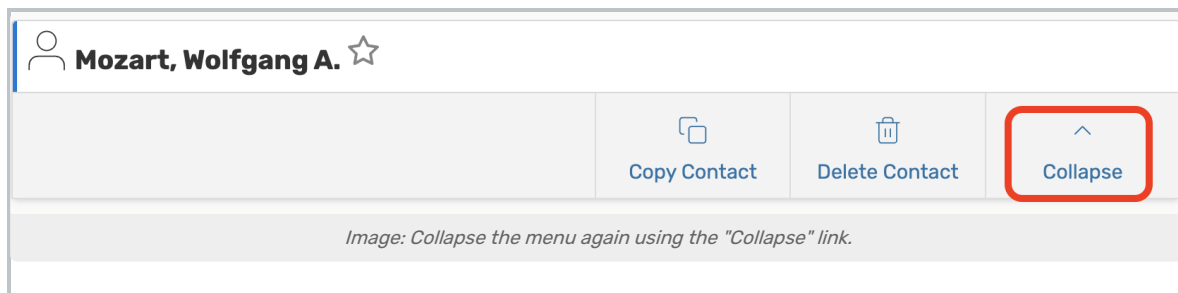 Mozart, Wolfgang A.
Copy Contact
Delete Contact
Collapse
Image: Collapse the menu again using the "Collapse" link.